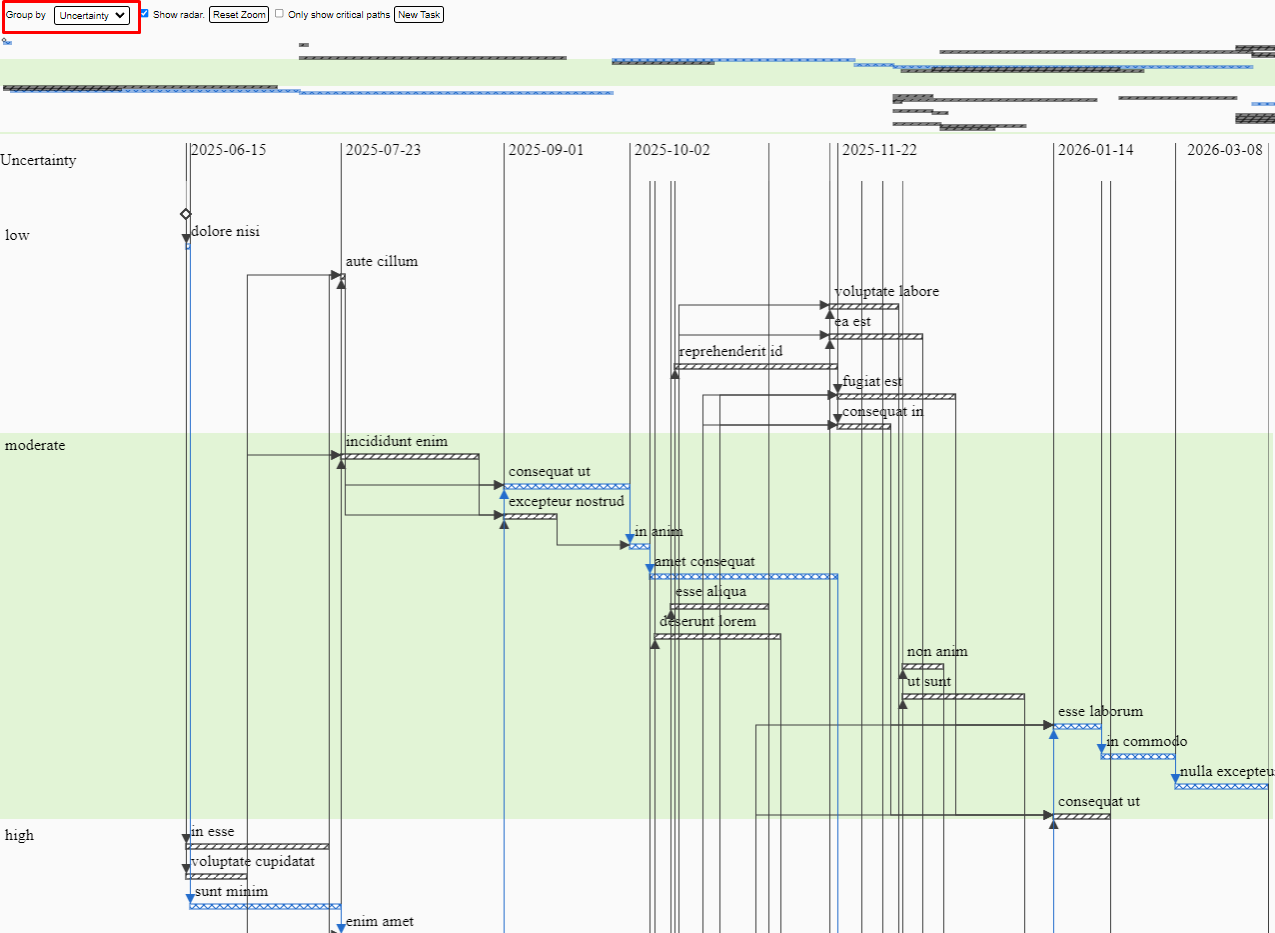 Group by Uncertainty Show radar. Reset Zoom Only show critical paths New Task
2025-06-15 2025-07-23 2025-09-01 2025-10-02 2025-11-22 2026-01-14 2026-03-08
Uncertainty
low
dolore nisi
aute cillum
voluptate labore
ea est
reprehenderit id
fugiat est
consequat in
moderate
incididunt enim
consequat ut
excepteur nostrud
in anim
amet consequat
esse aliqua
deserunt lorem
non anim
ut sunt
esse laborum
in commodo
nulla excepteu
consequat ut
high
in esse
voluptate cupidatat
sunt minim
enim amet